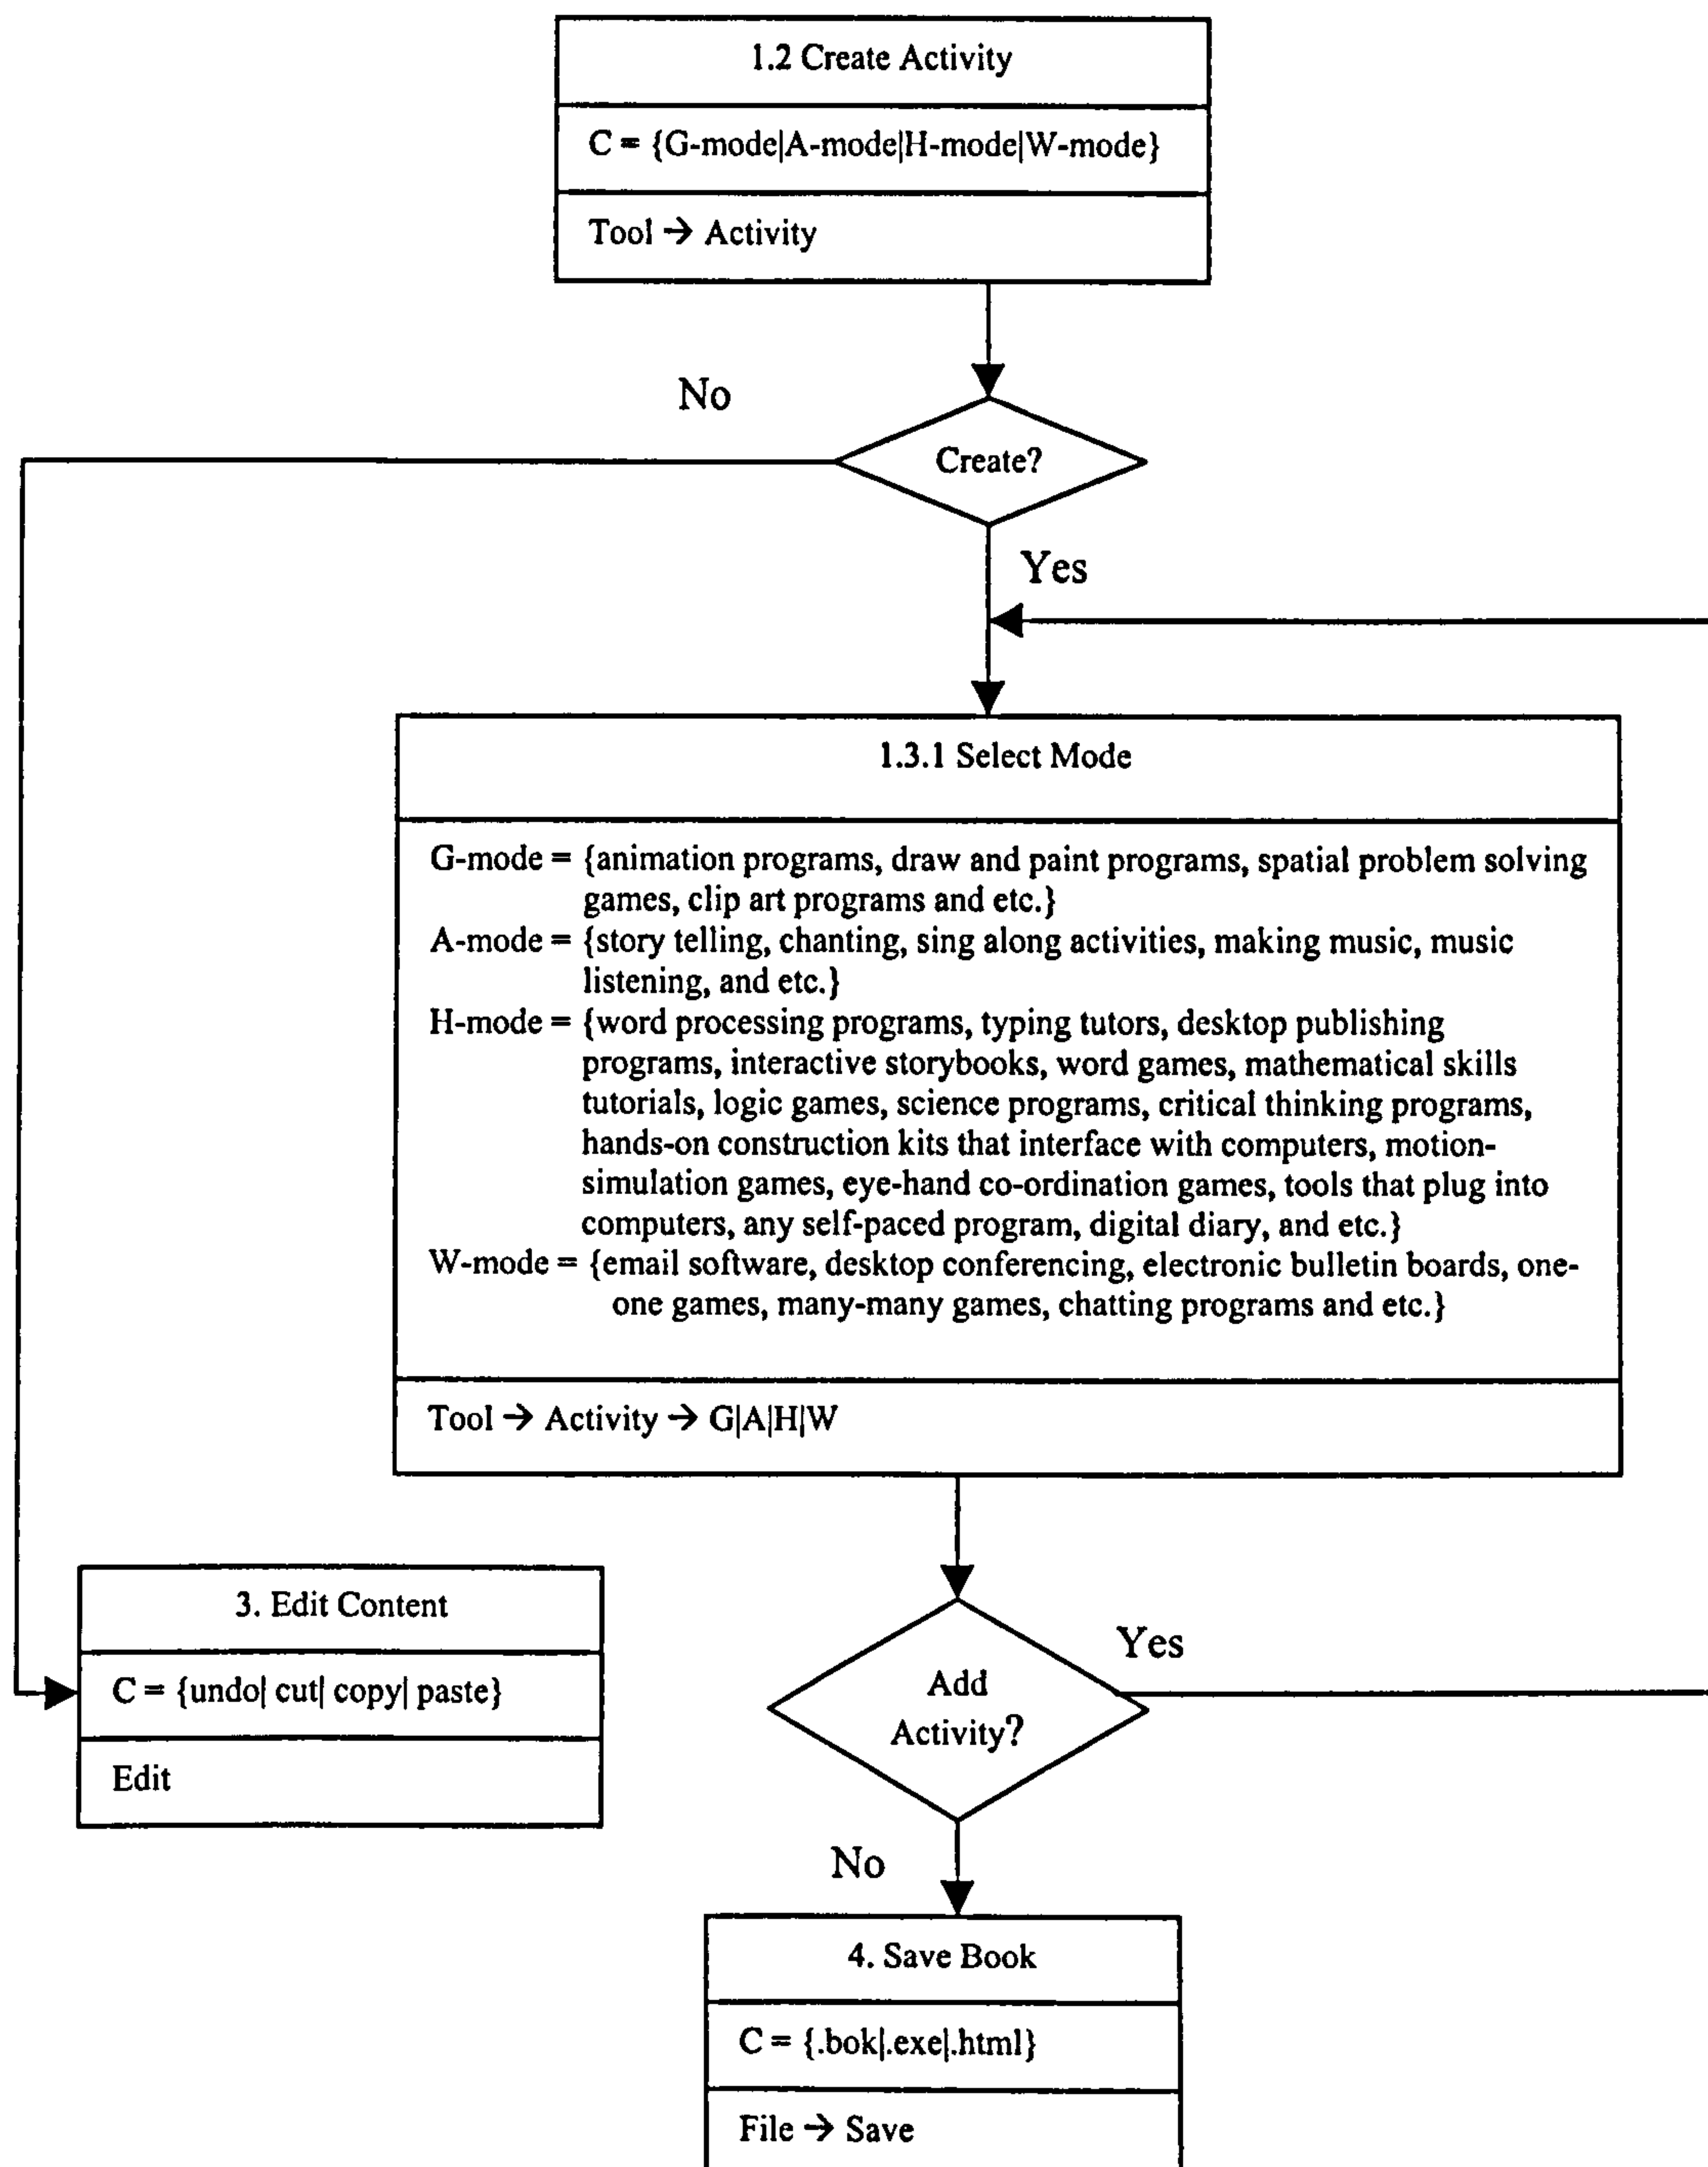 1.2 Create Activity
C = {G-mode|A-mode|H-mode|W-mode}
Tool → Activity
No
Create?
Yes
1.3.1 Select Mode
G-mode = {animation programs, draw and paint programs, spatial problem solving
games, clip art programs and etc.}
A-mode = {story telling, chanting, sing along activities, making music, music
listening, and etc.}
H-mode = {word processing programs, typing tutors, desktop publishing
programs, interactive storybooks, word games, mathematical skills
tutorials, logic games, science programs, critical thinking programs,
hands-on construction kits that interface with computers, motion-
simulation games, eye-hand co-ordination games, tools that plug into
computers, any self-paced program, digital diary, and etc.}
W-mode = {email software, desktop conferencing, electronic bulletin boards, one-
one games, many-many games, chatting programs and etc.}
Tool → Activity → G|A|H|W
3. Edit Content
C = {undo| cut| copy| paste}
Edit
Yes
Add
Activity?
No
4. Save Book
C = {.bok|.exe|.html}
File → Save